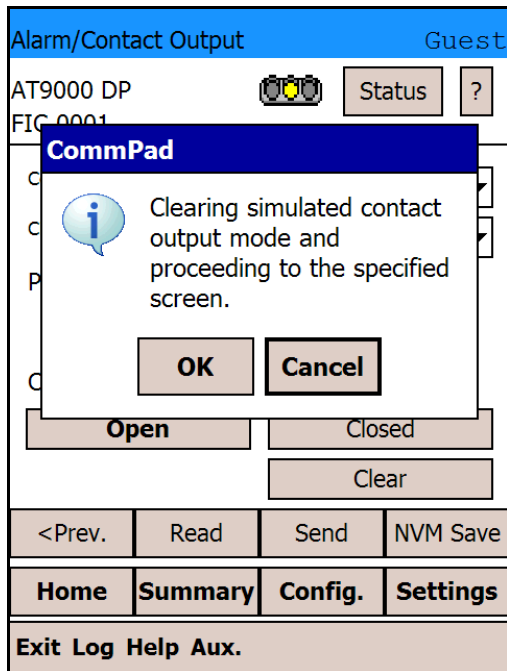 Alarm/Contact Output Guest
AT9000 DP Status ?
FIC 0001
CommPad
Clearing simulated contact
output mode and
proceeding to the specified
screen.
OK Cancel
Open Closed
Clear
<Prev. Read Send NVM Save
Home Summary Config. Settings
Exit Log Help Aux.